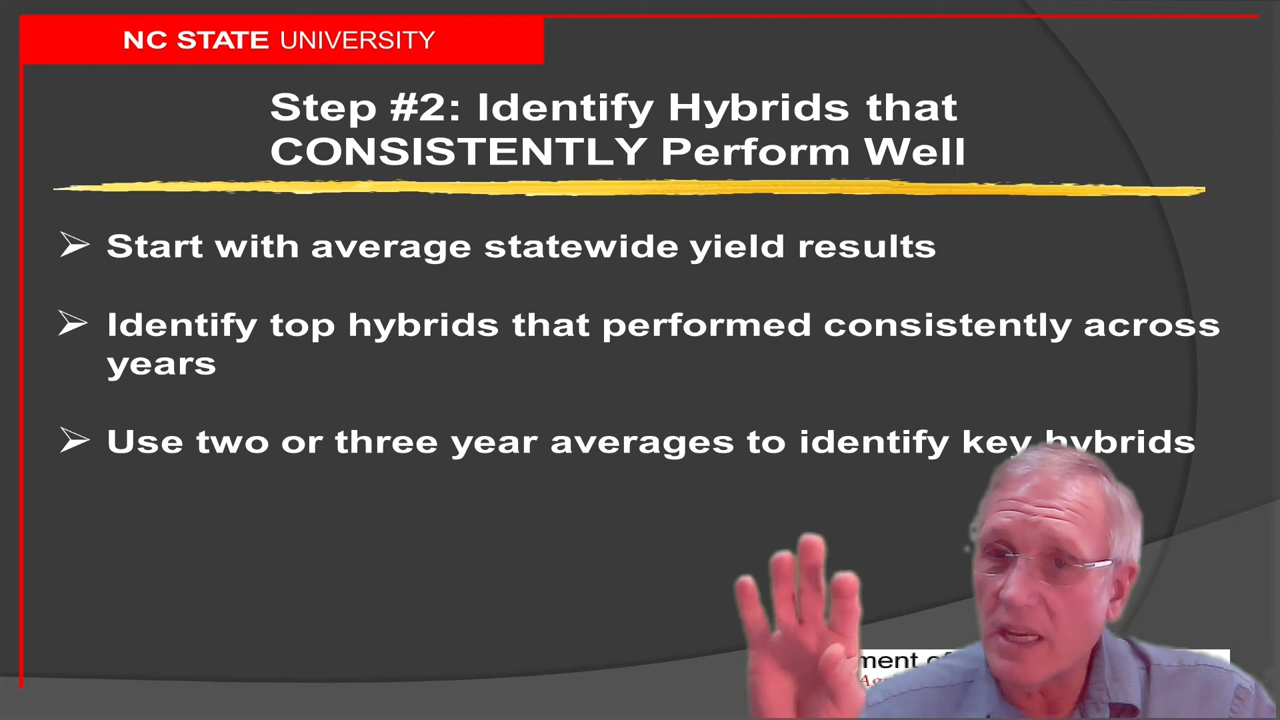 NC STATE UNIVERSITY
Step #2: Identify Hybrids that
CONSISTENTLY Perform Well
Start with average statewide yield results
Identify top hybrids that performed consistently across
years
Use two or three year averages to identify key hybrids